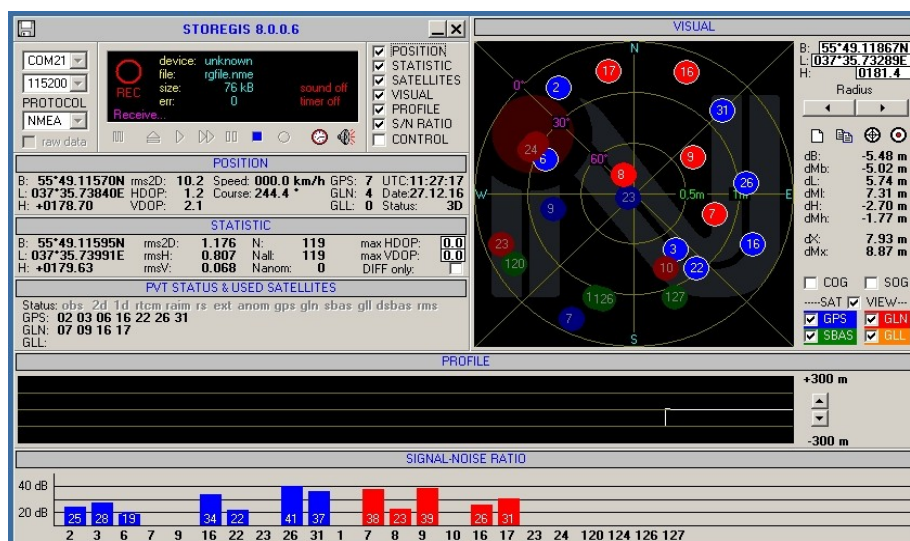 STOREGIS 8.0.0.6
COM21
115200
PROTOCOL
NMEA
raw data
REC
device: unknown
file: rgfile.nme
size: 76 kB sound off
err: 0 timer off
Receive...
POSITION
STATISTIC
SATELLITES
VISUAL
PROFILE
S/N RATIO
CONTROL
POSITION
B: 55°49.11570N rms2D: 10.2 Speed: 000.0 km/h GPS: 7 UTC:11:27:17
L: 037°35.73840E HDOP: 1.2 Course: 244.4 ° GLN: 4 Date:27.12.16
H: +0178.70 VDOP: 2.1 GLL: 0 Status: 3D
STATISTIC
B: 55°49.11595N rms2D: 1.176 N: 119 max HDOP: 0.0
L: 037°35.73991E rmsH: 0.807 Nall: 119 max VDOP: 0.0
H: +0179.63 rmsV: 0.068 Nanom: 0 DIFF only:
PVT STATUS & USED SATELLITES
Status: obs 2d 1d rtcm raim rs ext anom gps gln sbas gll dsbas rms
GPS: 02 03 06 16 22 26 31
GLN: 07 09 16 17
GLL:
VISUAL
N
17
16
2
0°
31
30°
24
6
60°
9
8
26
W
23
0,5m
1m
E
9
7
23
120
3
16
10
22
126
127
7
S
B: 55°49.11867N
L: 037°35.73289E
H: 0181.4
Radius
dB: -5.48 m
dMb: -5.02 m
dL: 5.74 m
dMl: 7.31 m
dH: -2.70 m
dMh: -1.77 m
dX: 7.93 m
dMx: 8.87 m
COG SOG
----SAT VIEW----
GPS GLN
SBAS GLL
PROFILE
+300 m
-300 m
SIGNAL-NOISE RATIO
40 dB
20 dB
25 28 19 34 22 41 37 38 23 39 26 31
2 3 6 7 9 16 22 23 26 31 1 7 8 9 10 16 17 23 24 120 124 126 127